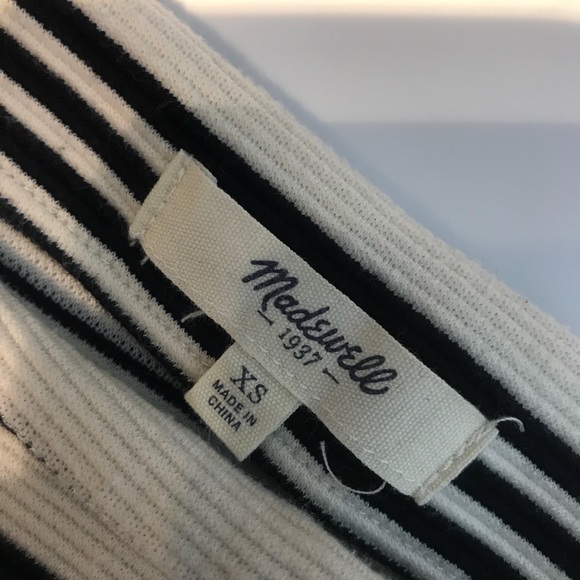 Madewell
- 1937 -
XS
MADE IN
CHINA